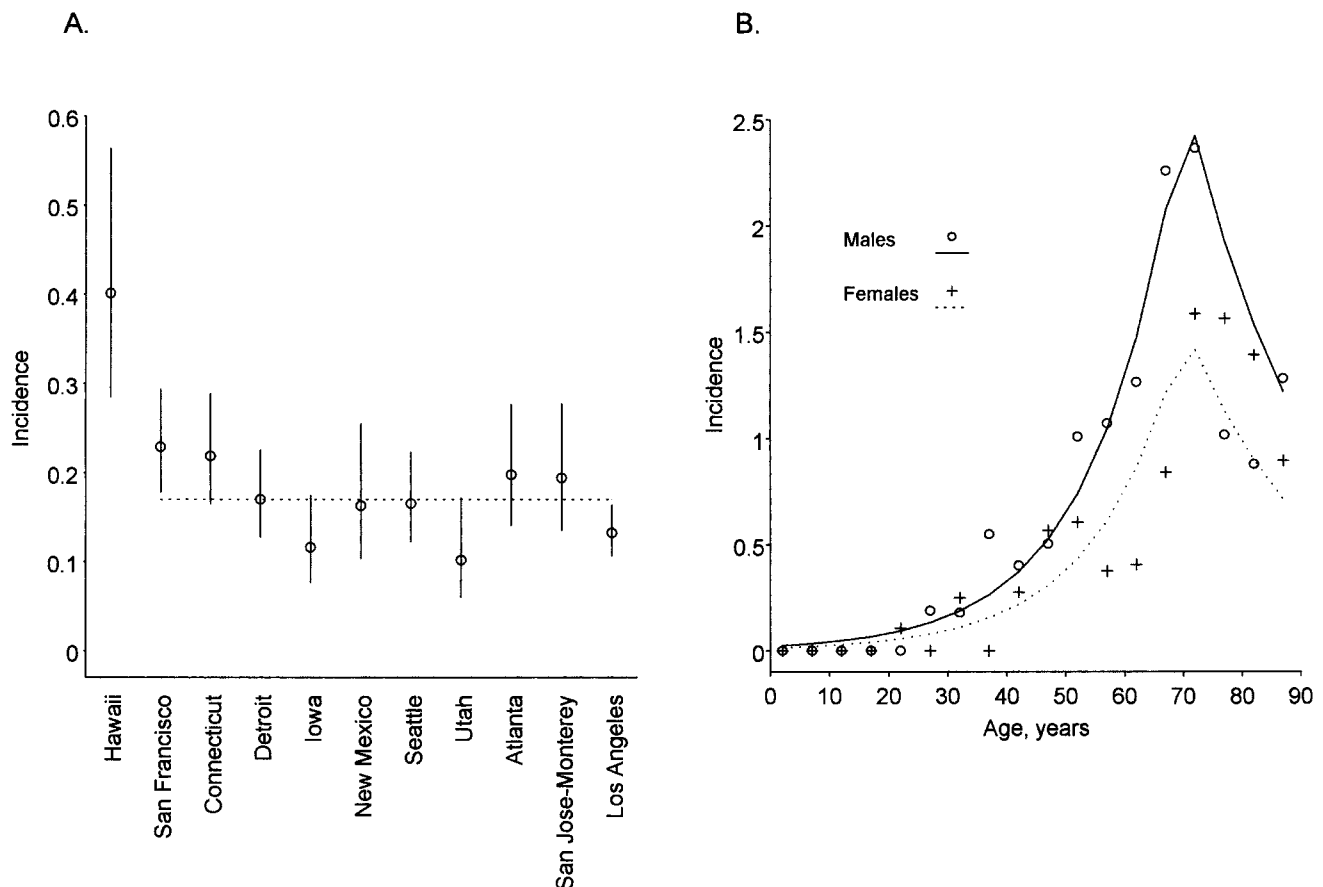 A.
0.6
0.5
0.4
0.3
0.2
0.1
0
Incidence
Hawaii
San Francisco
Connecticut
Detroit
Iowa
New Mexico
Seattle
Utah
Atlanta
San Jose-Monterey
Los Angeles
B.
2.5
2
1.5
1
0.5
0
Incidence
Males
Females
0 10 20 30 40 50 60 70 80 90
Age, years